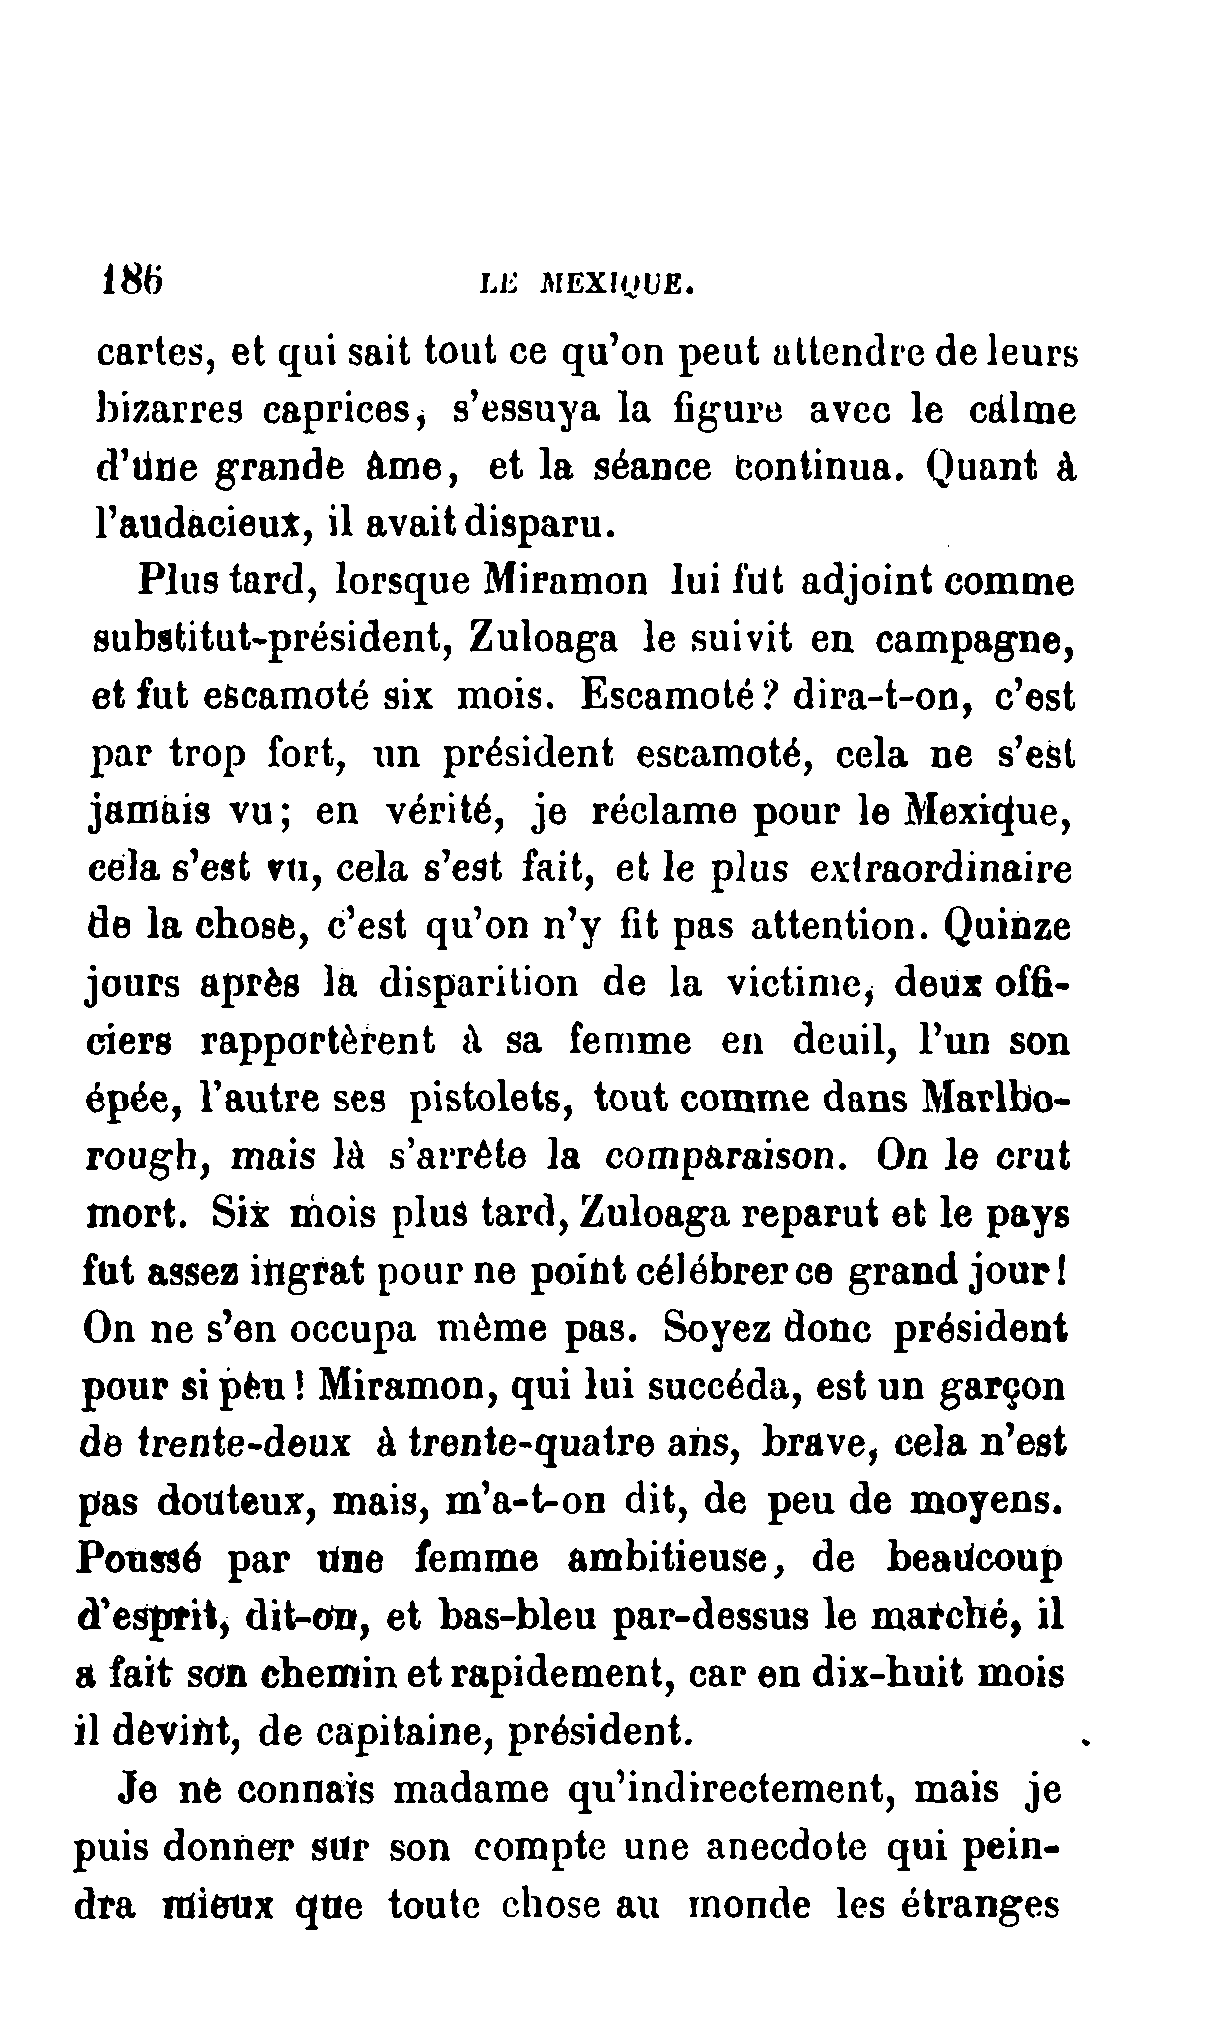 186 LE MEXIQUE.
cartes, et qui sait tout ce qu'on peut attendre de leurs
bizarres caprices, s'essuya la figure avec le calme
d'une grande âme, et la séance continua. Quant à
l'audacieux, il avait disparu.
Plus tard, lorsque Miramon lui fut adjoint comme
substitut-président, Zuloaga le suivit en campagne,
et fut escamoté six mois. Escamoté? dira-t-on, c'est
par trop fort, un président escamoté, cela ne s'est
jamais vu; en vérité, je réclame pour le Mexique,
cela s'est vu, cela s'est fait, et le plus extraordinaire
de la chose, c'est qu'on n'y fit pas attention. Quinze
jours après la disparition de la victime, deux offi-
ciers rapportèrent à sa femme en deuil, l'un son
épée, l'autre ses pistolets, tout comme dans Marlbo-
rough, mais là s'arrête la comparaison. On le crut
mort. Six mois plus tard, Zuloaga reparut et le pays
fut assez ingrat pour ne point célébrer ce grand jour!
On ne s'en occupa même pas. Soyez donc président
pour si peu! Miramon, qui lui succéda, est un garçon
de trente-deux à trente-quatre ans, brave, cela n'est
pas douteux, mais, m'a-t-on dit, de peu de moyens.
Poussé par une femme ambitieuse, de beaucoup
d'esprit, dit-on, et bas-bleu par-dessus le marché, il
a fait son chemin et rapidement, car en dix-huit mois
il devint, de capitaine, président.
Je ne connais madame qu'indirectement, mais je
puis donner sur son compte une anecdote qui pein-
dra mieux que toute chose au monde les étranges